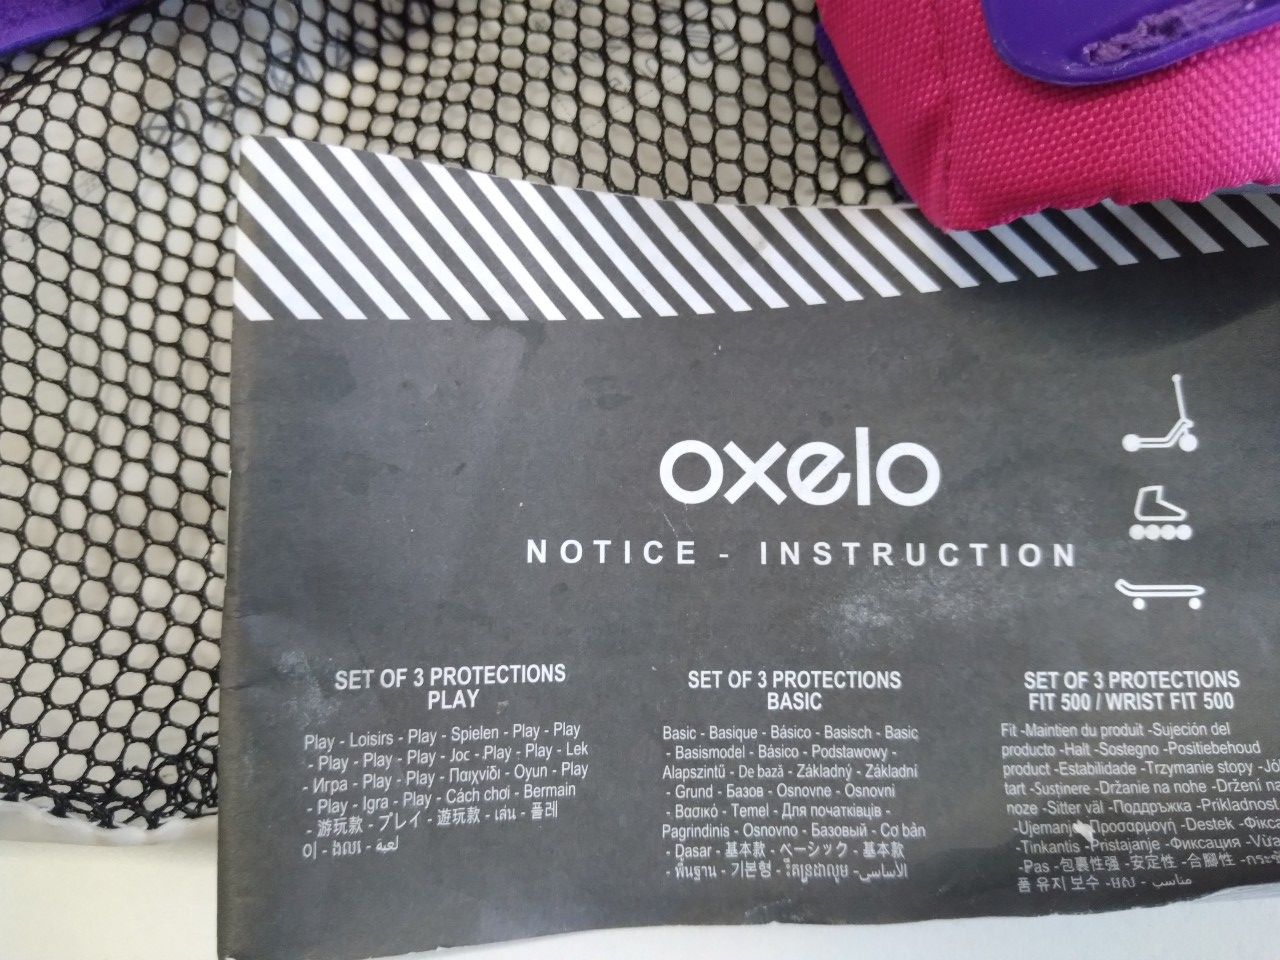 oxelo
NOTICE - INSTRUCTION
SET OF 3 PROTECTIONS
PLAY
Play - Loisirs - Play - Spielen - Play - Play
- Play - Play - Play - Joc - Play - Play - Lek
- Игра - Play - Play - Παιχνίδι - Oyun - Play
- Play - Igra - Play - Cách chơi - Bermain
- 游玩款 - プレイ - 遊玩款 - เล่น - 플레
이 - لعبة -
SET OF 3 PROTECTIONS
BASIC
Basic - Basique - Básico - Basisch - Basic
- Basismodel - Básico - Podstawowy -
Alapszintű - De bază - Základný - Základní
- Grund - Базов - Osnovne - Osnovni
- Βασικό - Temel - Для початківців -
Pagrindinis - Osnovno - Базовый - Cơ bản
- Dasar - 基本款 - ベーシック - 基本款
- พื้นฐาน - 기본형 - الأساسي-
SET OF 3 PROTECTIONS
FIT 500 / WRIST FIT 500
Fit -Maintien du produit -Sujeción del
producto -Halt -Sostegno -Positiebehoud
product -Estabilidade -Trzymanie stopy -Jól
tart -Susținere -Držanie na nohe -Držení na
noze -Sitter väl -Поддръжка -Prikladnost
-Ujemanje -Προσαρμογή -Destek -Фікса
-Tinkantis -Pristajanje -Фиксация -Vừa
-Pas -包裹性强 -安定性 -合腳性
품 유지 보수 - مناسب -